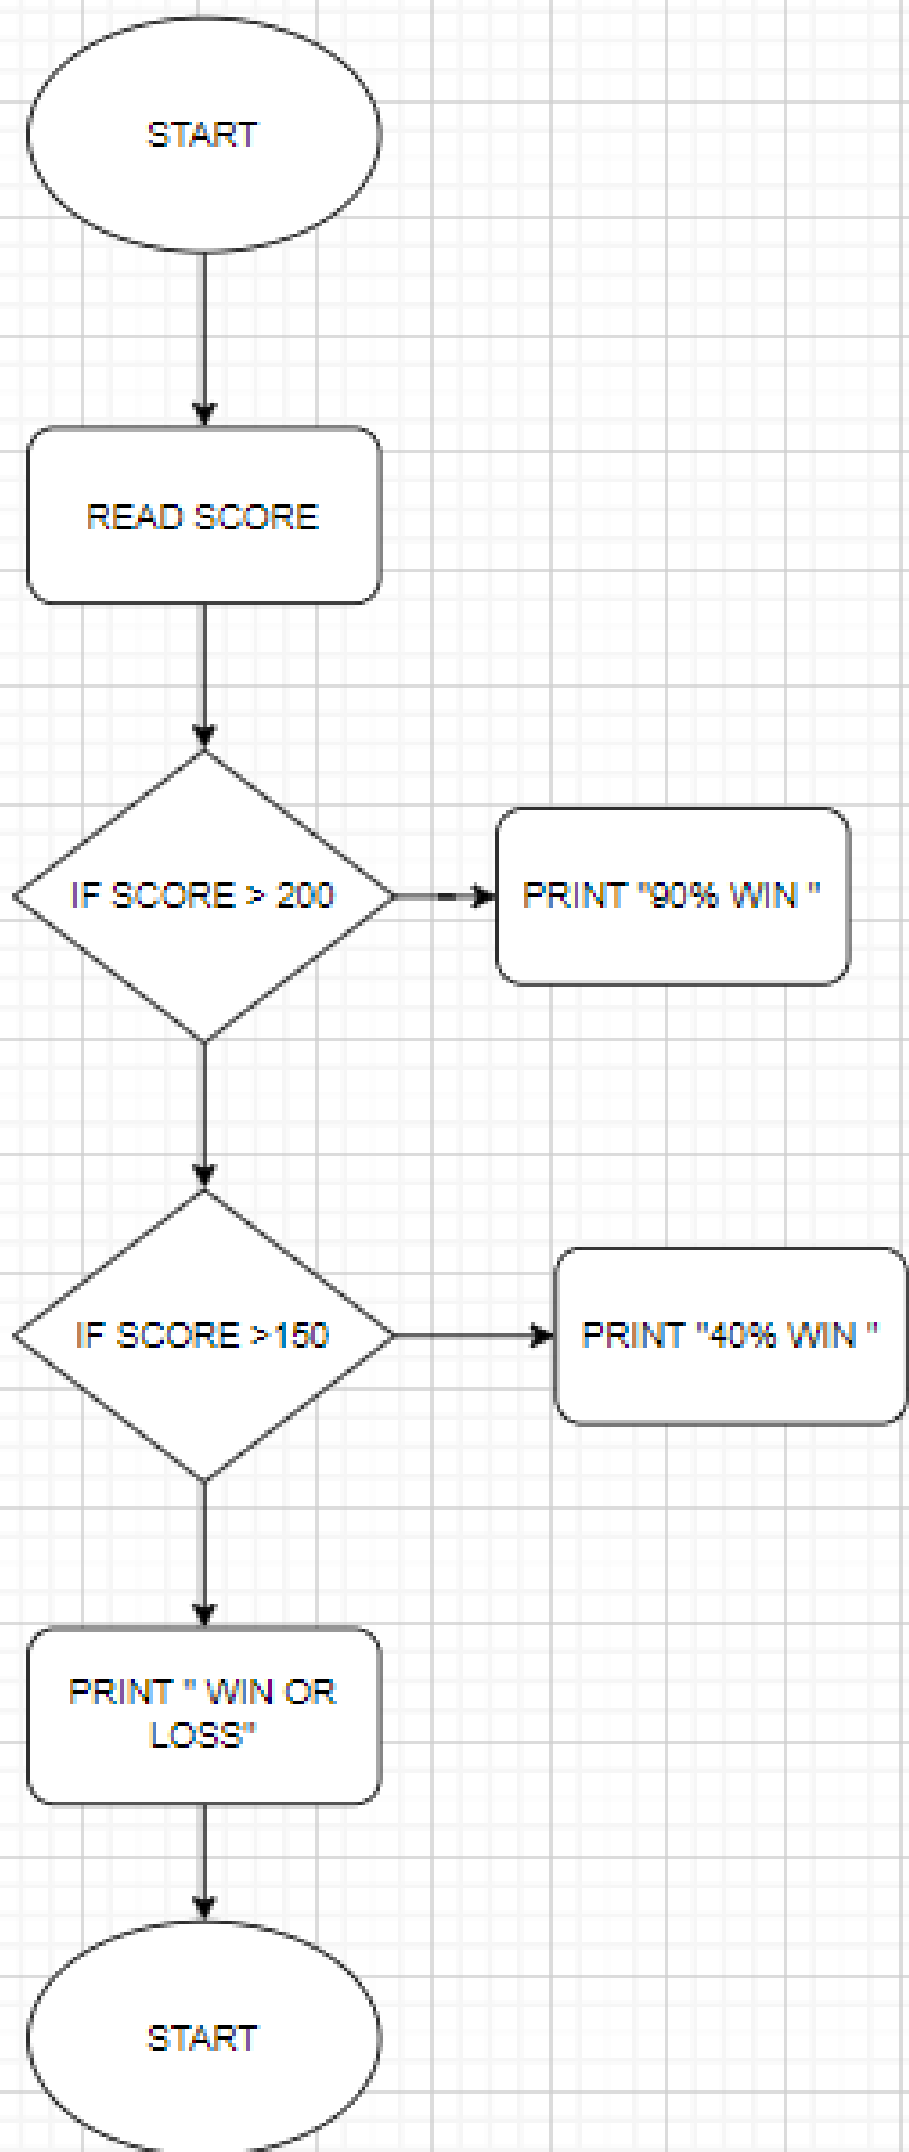 START
READ SCORE
IF SCORE > 200
PRINT "90% WIN "
IF SCORE >150
PRINT "40% WIN "
PRINT " WIN OR
LOSS"
START